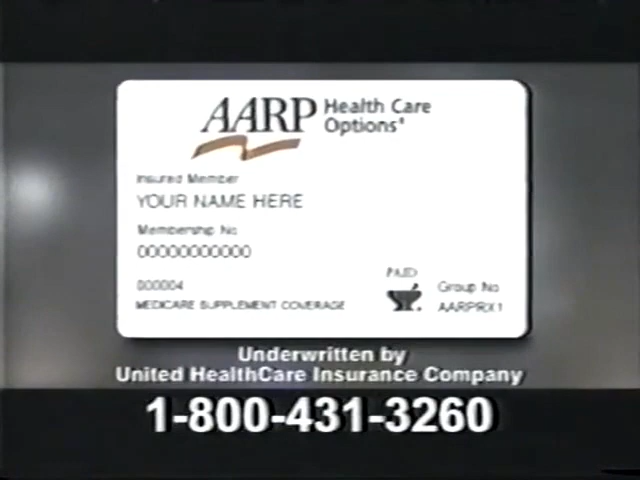 AARP Health Care Options®
Insured Member
YOUR NAME HERE
Membership No
00000000000
000004
MEDICARE SUPPLEMENT COVERAGE
PAID
Group No
AARPRX1
Underwritten by
United HealthCare Insurance Company
1-800-431-3260